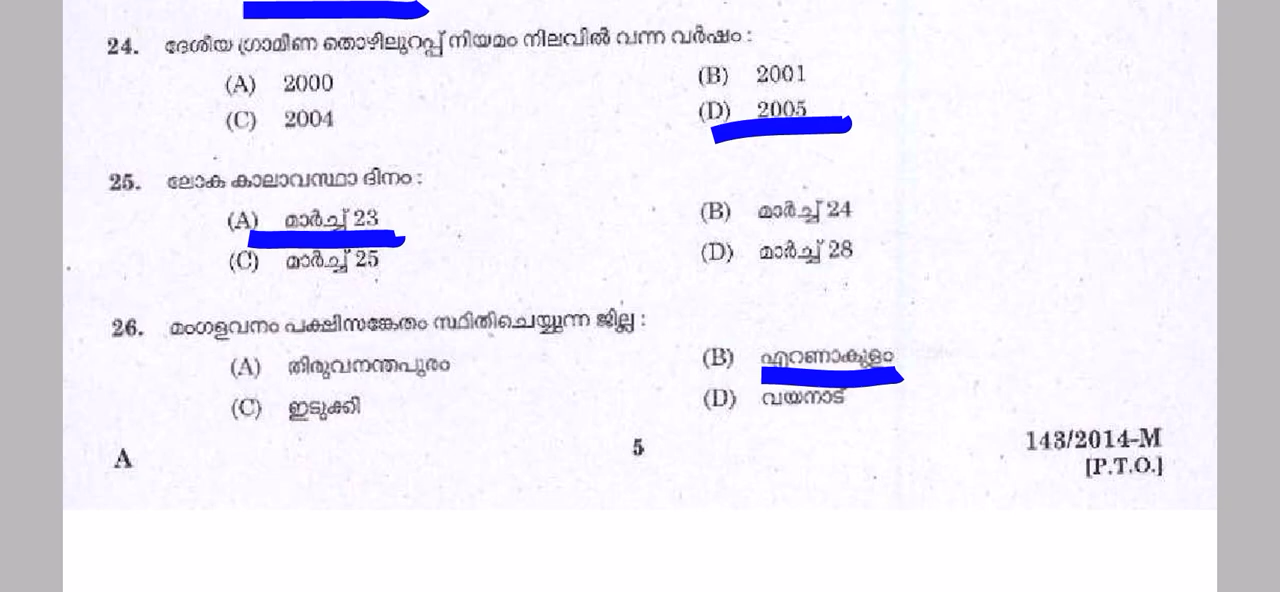 24. ദേശീയ ഗ്രാമീണ തൊഴിലുറപ്പ് നിയമം നിലവിൽ വന്ന വർഷം :
(A) 2000 (B) 2001
(C) 2004 (D) 2005
25. ലോക കാലാവസ്ഥാ ദിനം :
(A) മാർച്ച് 23 (B) മാർച്ച് 24
(C) മാർച്ച് 25 (D) മാർച്ച് 28
26. മംഗളവനം പക്ഷിസങ്കേതം സ്ഥിതിചെയ്യുന്ന ജില്ല :
(A) തിരുവനന്തപുരം (B) എറണാകുളം
(C) ഇടുക്കി (D) വയനാട്
A 5 143/2014-M
[P.T.O.]